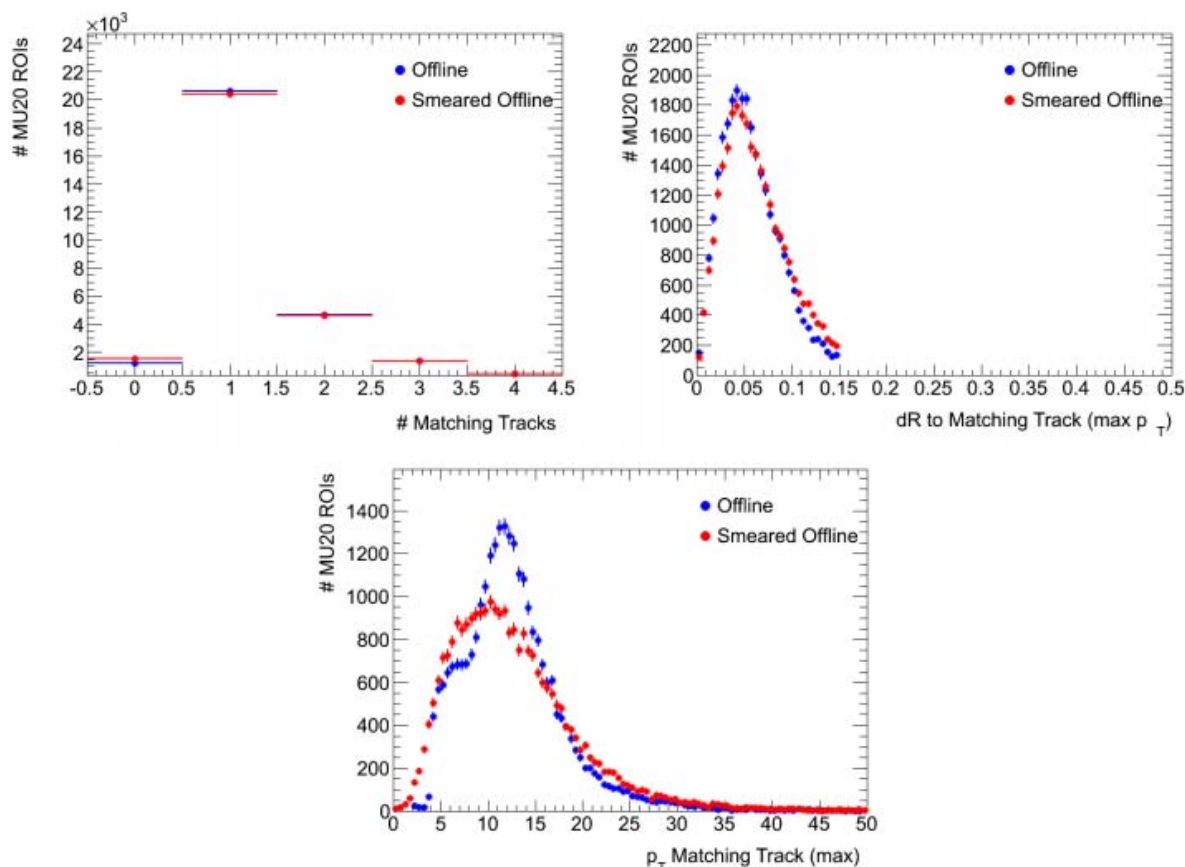 ×10³
24
22
20
18
16
14
12
10
8
6
4
2
# MU20 ROIs
Offline
Smeared Offline
-0.5 0 0.5 1 1.5 2 2.5 3 3.5 4 4.5
# Matching Tracks
2200
2000
1800
1600
1400
1200
1000
800
600
400
200
0
# MU20 ROIs
Offline
Smeared Offline
0 0.05 0.1 0.15 0.2 0.25 0.3 0.35 0.4 0.45 0.5
dR to Matching Track (max p_T)
1400
1200
1000
800
600
400
200
0
# MU20 ROIs
Offline
Smeared Offline
0 5 10 15 20 25 30 35 40 45 50
p_T Matching Track (max)